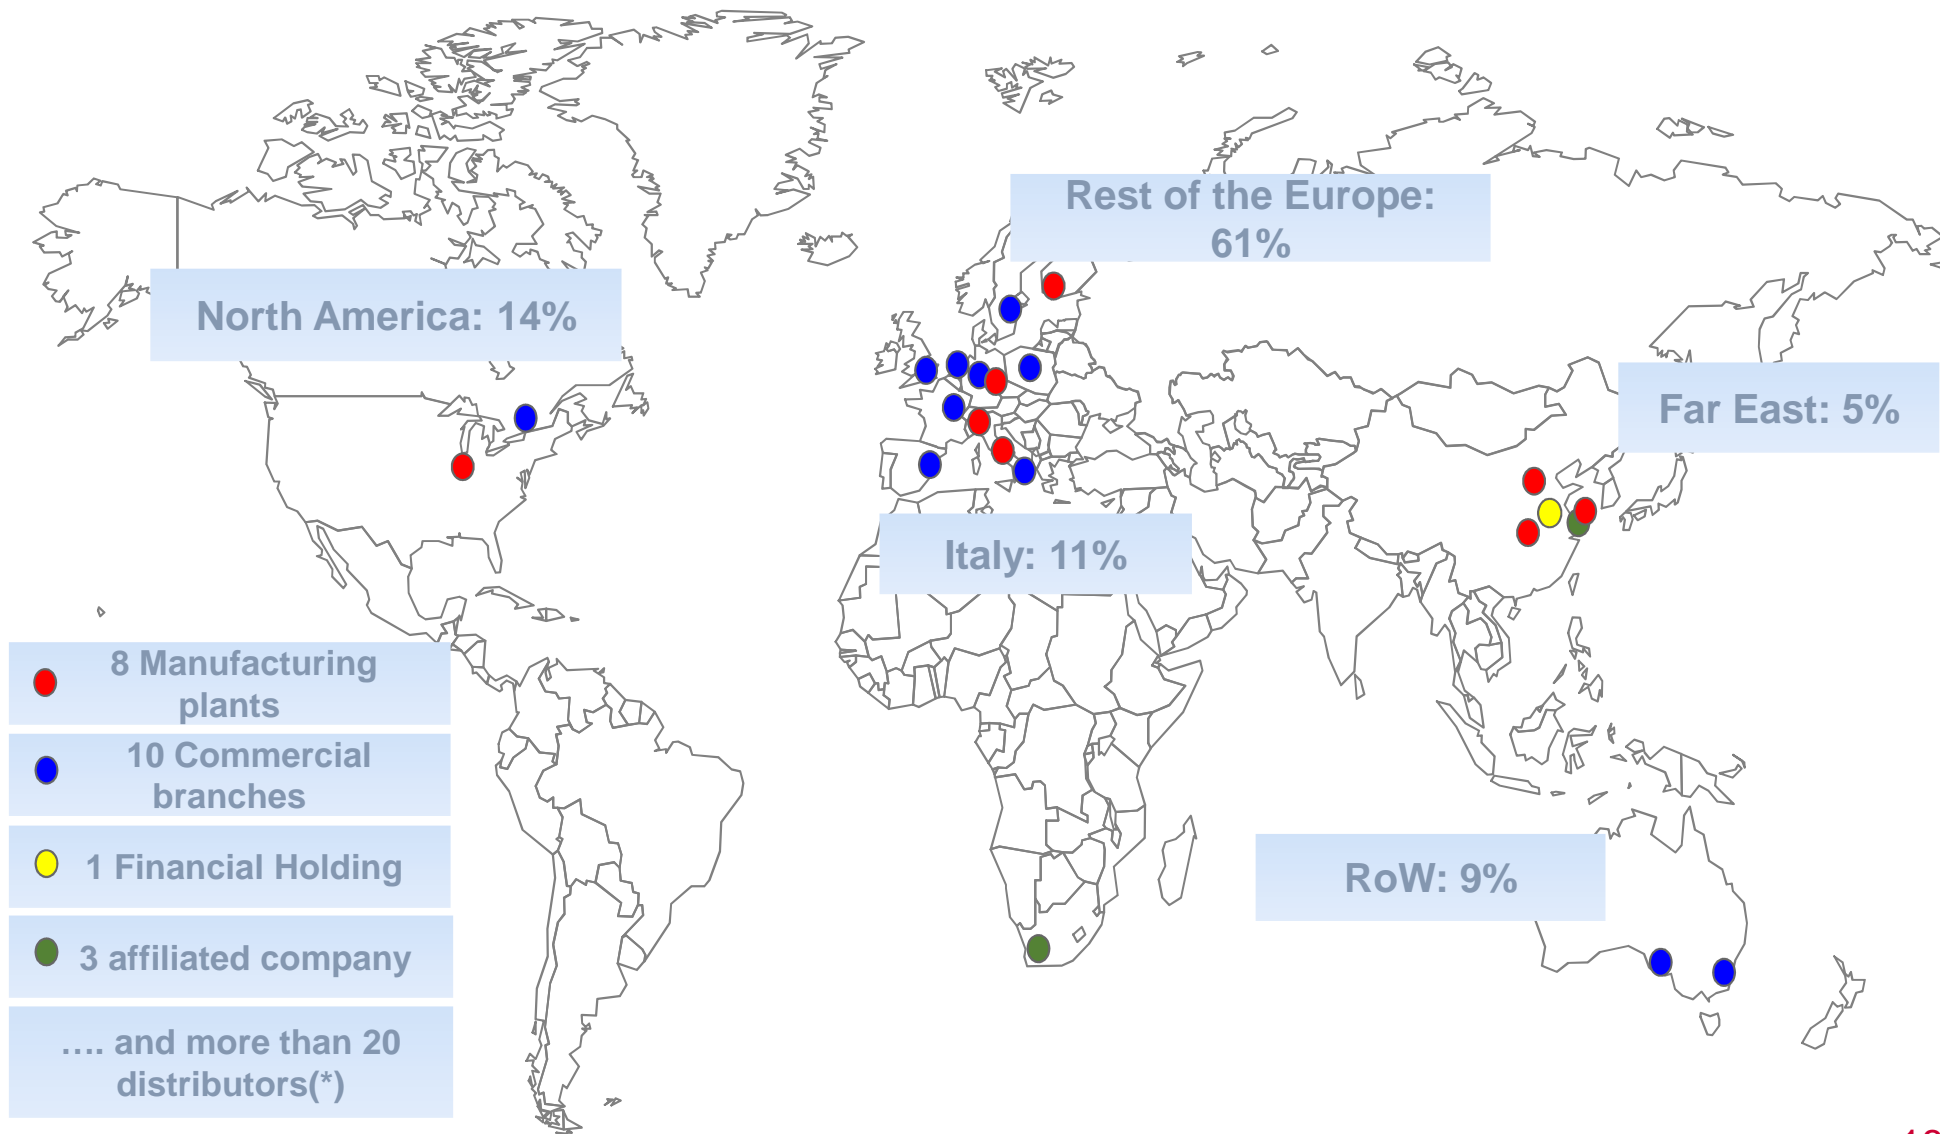 Rest of the Europe:
61%
North America: 14%
Far East: 5%
Italy: 11%
8 Manufacturing
plants
10 Commercial
branches
1 Financial Holding
RoW: 9%
3 affiliated company
.... and more than 20
distributors(*)